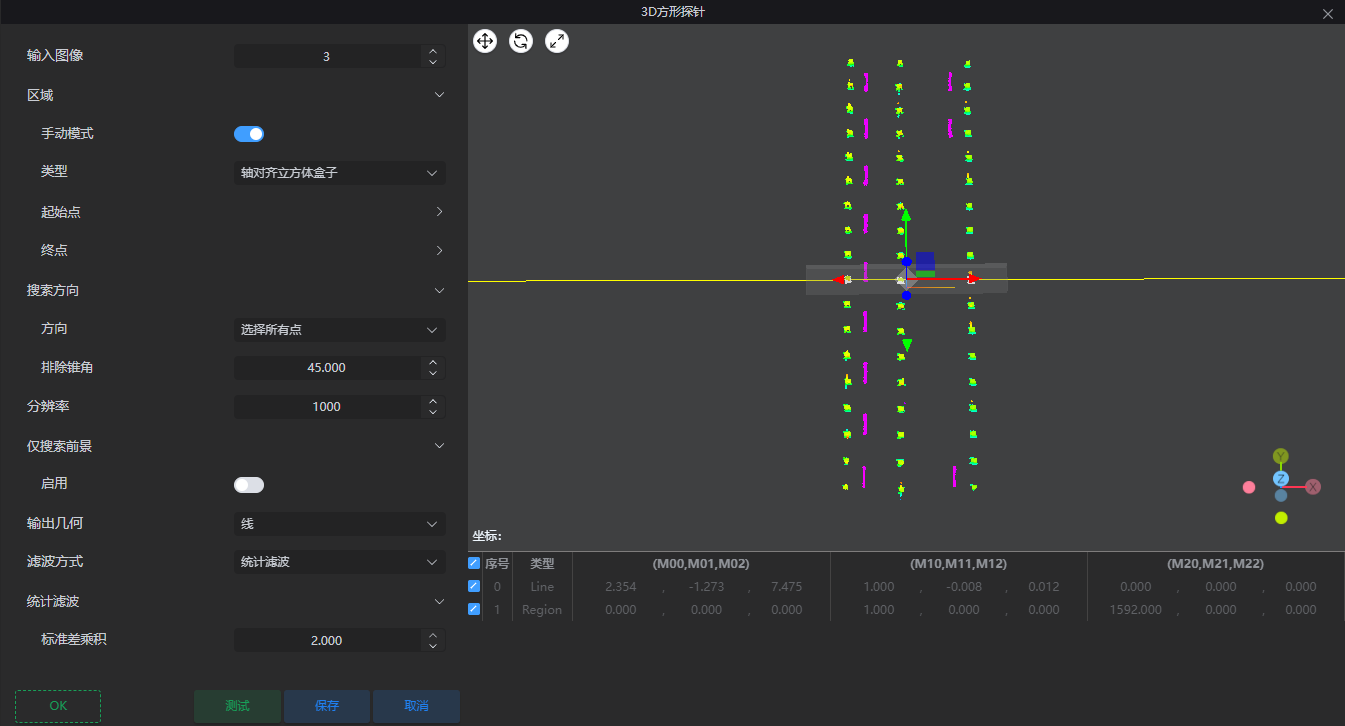 3D方形探针
输入图像 3
区域
手动模式
类型 轴对齐立方体盒子
起始点
终点
搜索方向
方向 选择所有点
排除锥角 45.000
分辨率 1000
仅搜索前景
启用
输出几何 线
滤波方式 统计滤波
统计滤波
标准差乘积 2.000
OK 测试 保存 取消
Y
Z X
坐标:
序号 类型 (M00,M01,M02) (M10,M11,M12) (M20,M21,M22)
0 Line 2.354 , -1.273 , 7.475 1.000 , -0.008 , 0.012 0.000 , 0.000 , 0.000
1 Region 0.000 , 0.000 , 0.000 1.000 , 0.000 , 0.000 1592.000 , 0.000 , 0.000